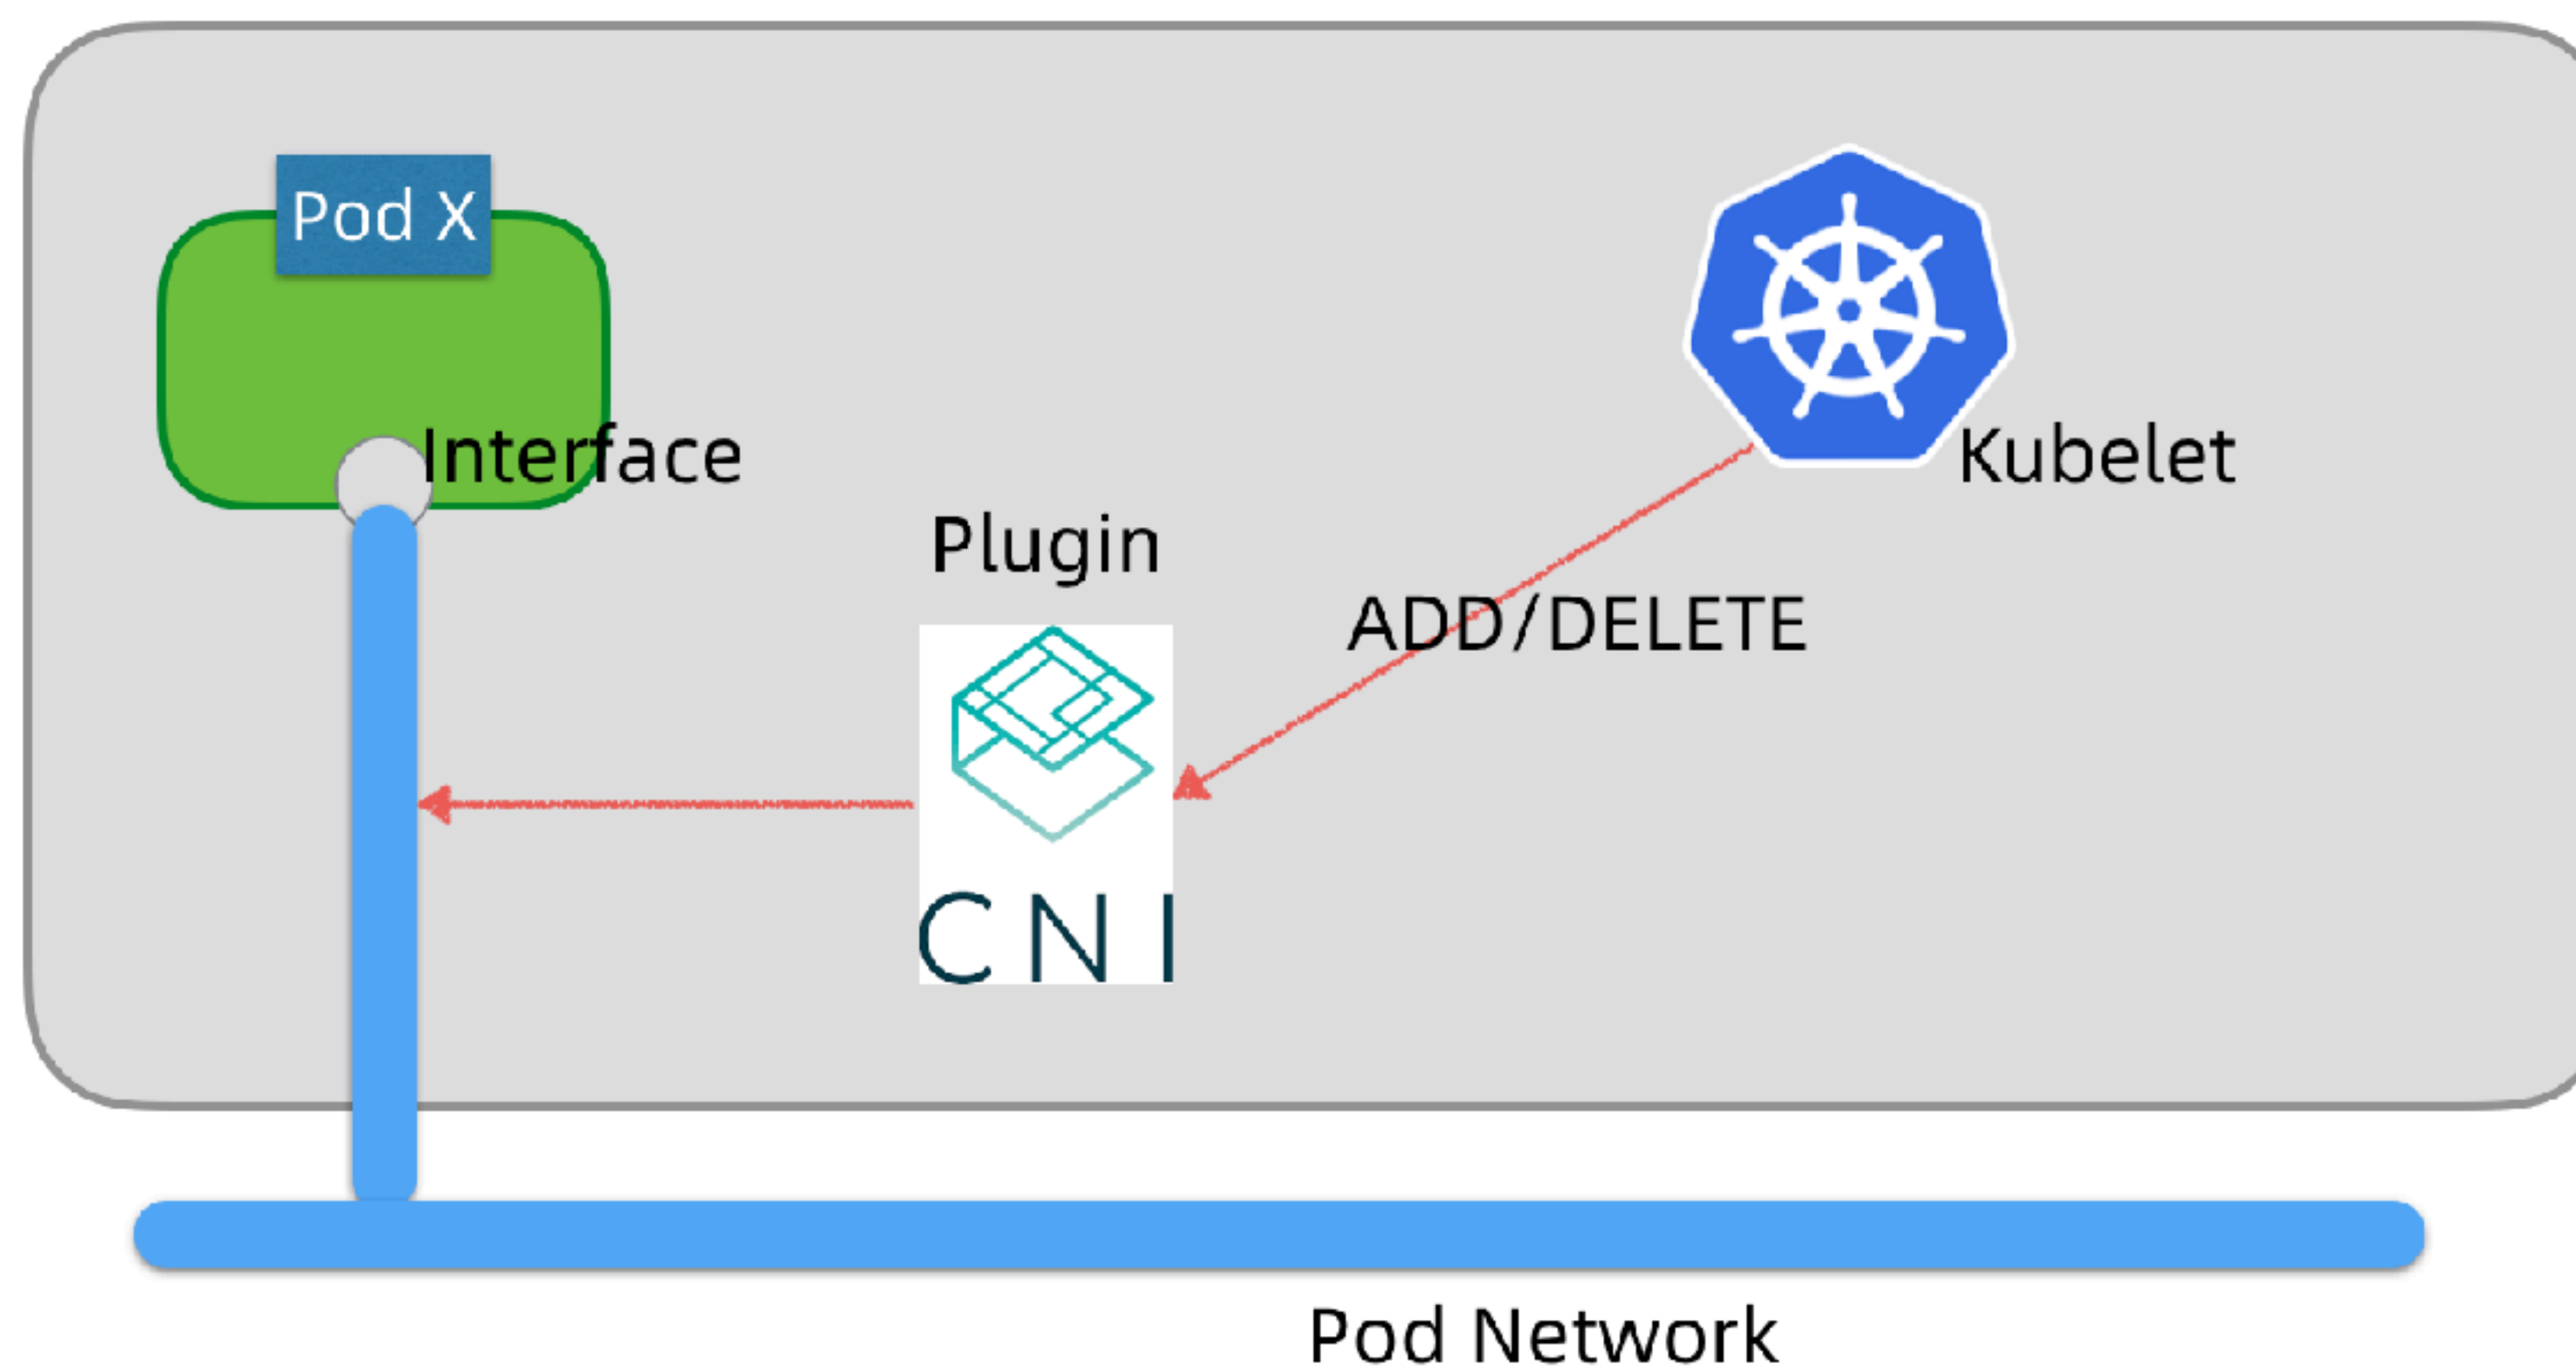 Pod X
Interface
Kubelet
Plugin
ADD/DELETE
CNI
Pod Network